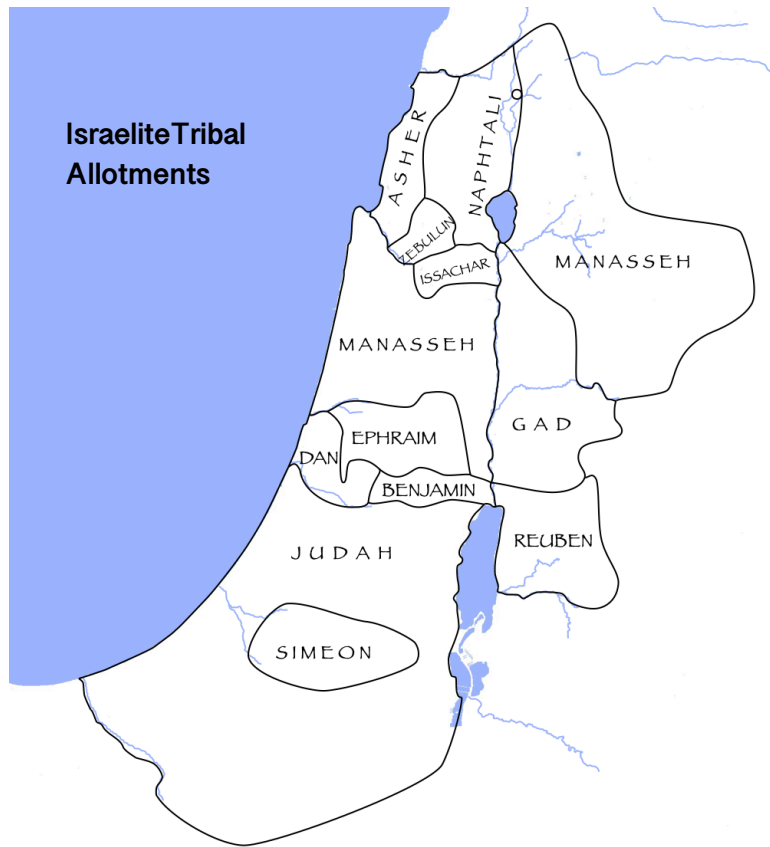 IsraeliteTribal
Allotments
ASHER
NAPHTALI
ZEBULUN
ISSACHAR
MANASSEH
MANASSEH
EPHRAIM
GAD
DAN
BENJAMIN
REUBEN
JUDAH
SIMEON